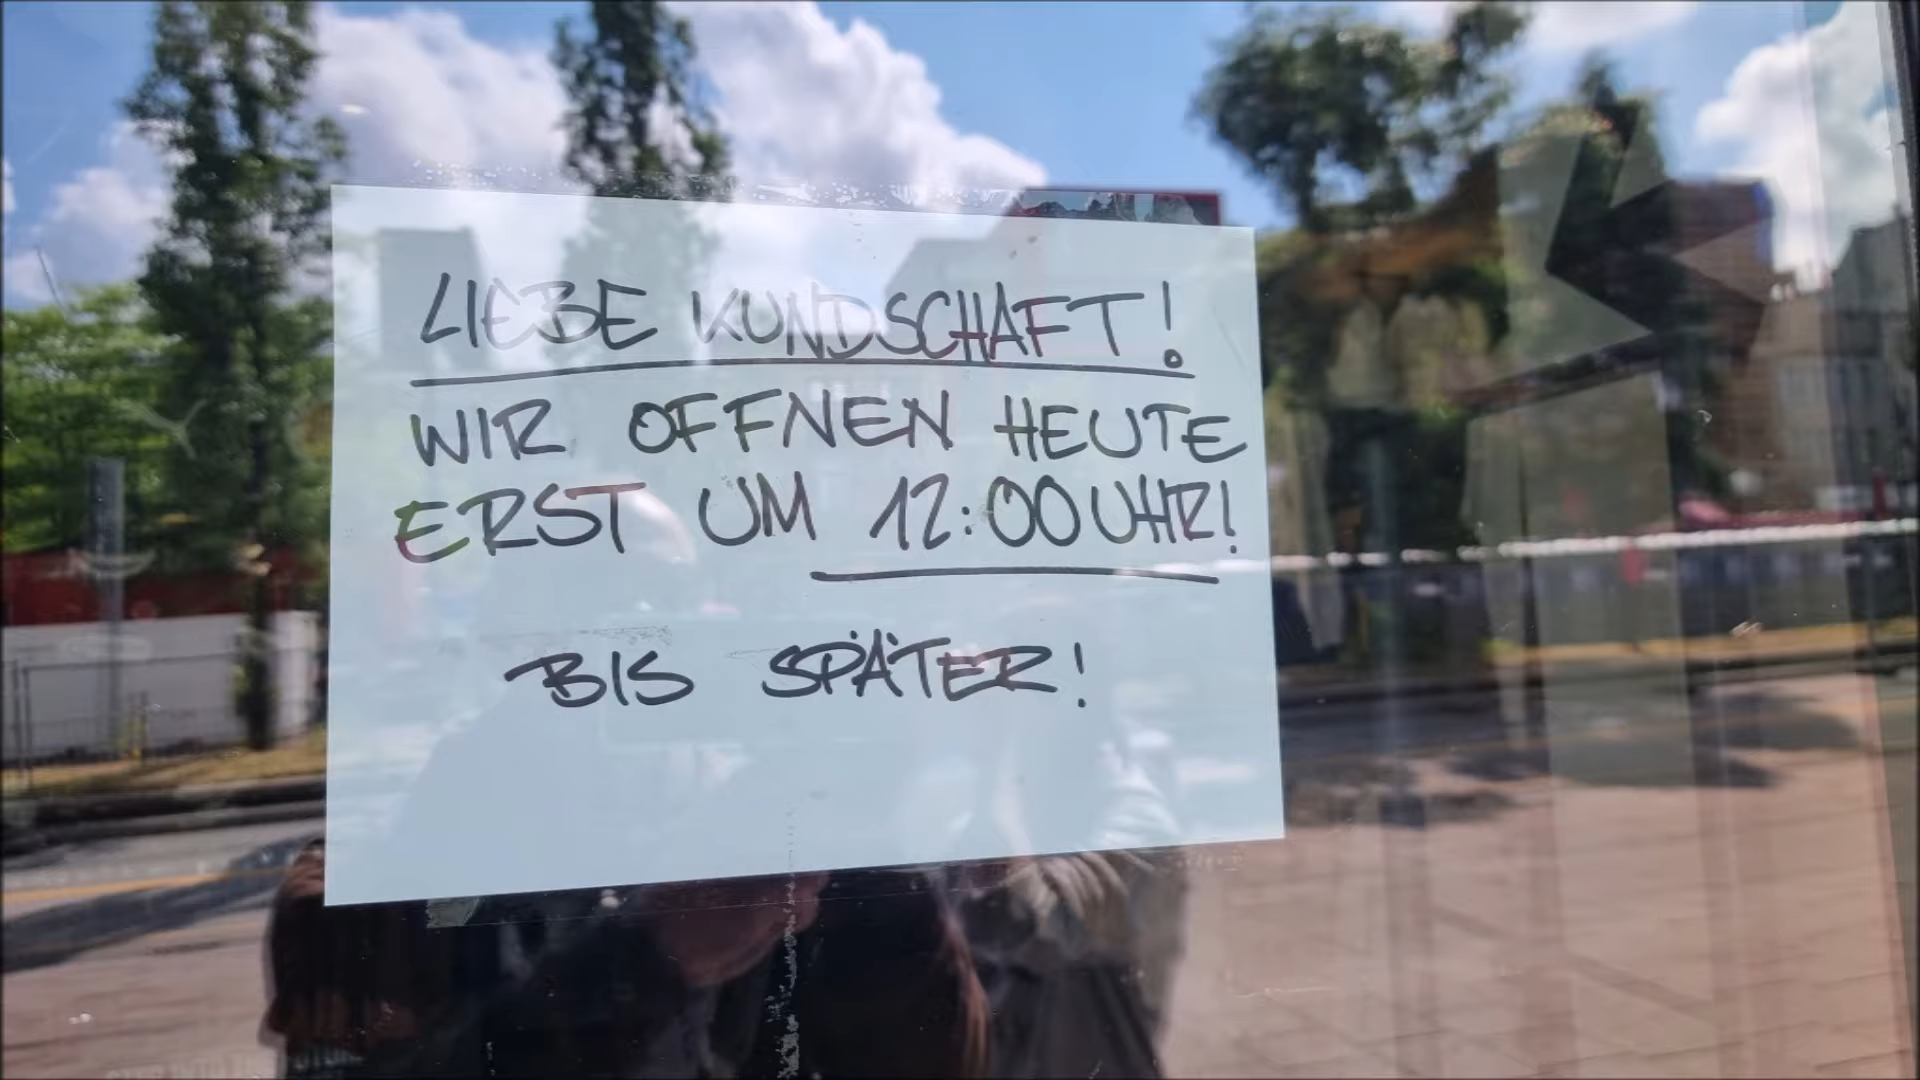 LIEBE KUNDSCHAFT!
WIR OFFNEN HEUTE
ERST UM 12:00 UHR!
BIS SPÄTER!